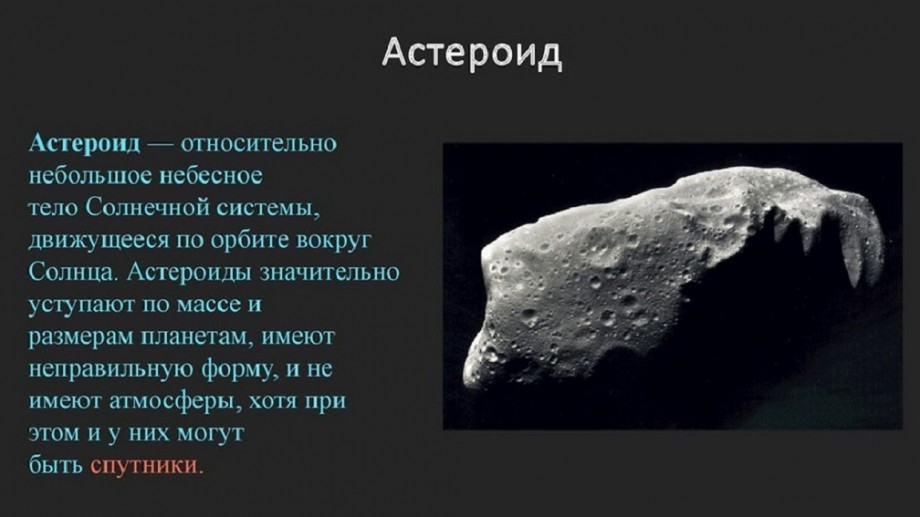 Астероид
Астероид — относительно
небольшое небесное
тело Солнечной системы,
движущееся по орбите вокруг
Солнца. Астероиды значительно
уступают по массе и
размерам планетам, имеют
неправильную форму, и не
имеют атмосферы, хотя при
этом и у них могут
быть спутники.